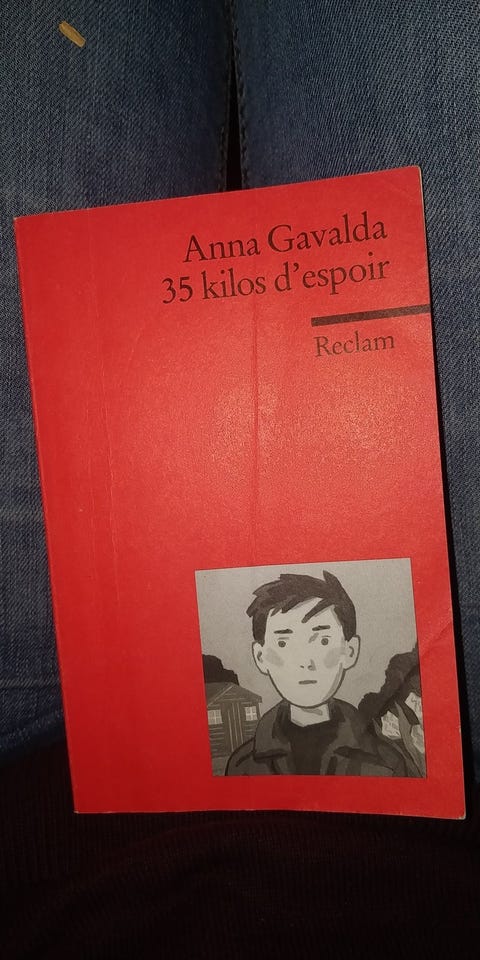 Anna Gavalda
35 kilos d'espoir
Reclam